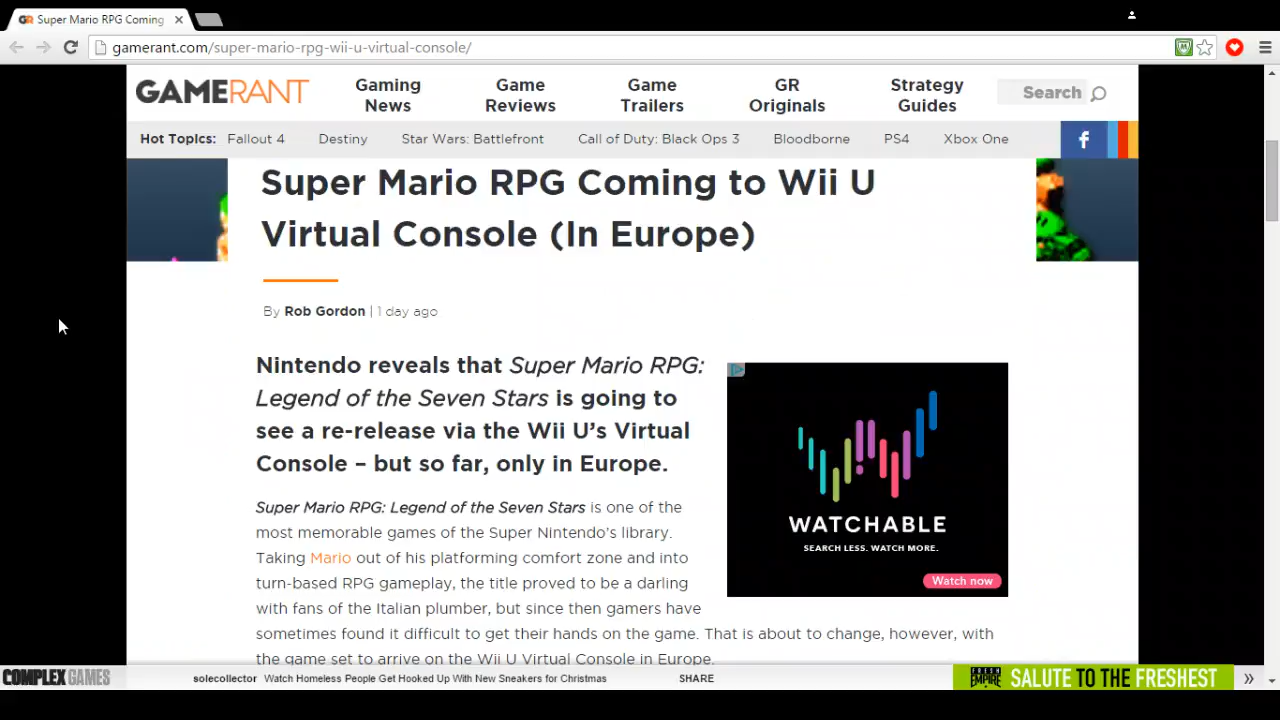 Super Mario RPG Coming
gamerant.com/super-mario-rpg-wii-u-virtual-console/
GAMERANT
Gaming News
Game Reviews
Game Trailers
GR Originals
Strategy Guides
Search
Hot Topics: Fallout 4 Destiny Star Wars: Battlefront Call of Duty: Black Ops 3 Bloodborne PS4 Xbox One
Super Mario RPG Coming to Wii U
Virtual Console (In Europe)
By Rob Gordon | 1 day ago
Nintendo reveals that Super Mario RPG:
Legend of the Seven Stars is going to
see a re-release via the Wii U’s Virtual
Console – but so far, only in Europe.
Super Mario RPG: Legend of the Seven Stars is one of the
most memorable games of the Super Nintendo’s library.
Taking Mario out of his platforming comfort zone and into
turn-based RPG gameplay, the title proved to be a darling
with fans of the Italian plumber, but since then gamers have
sometimes found it difficult to get their hands on the game. That is about to change, however, with
the game set to arrive on the Wii U Virtual Console in Europe.
WATCHABLE
SEARCH LESS. WATCH MORE.
Watch now
COMPLEX GAMES
solecollector Watch Homeless People Get Hooked Up With New Sneakers for Christmas SHARE
FRESH EMPIRE SALUTE TO THE FRESHEST